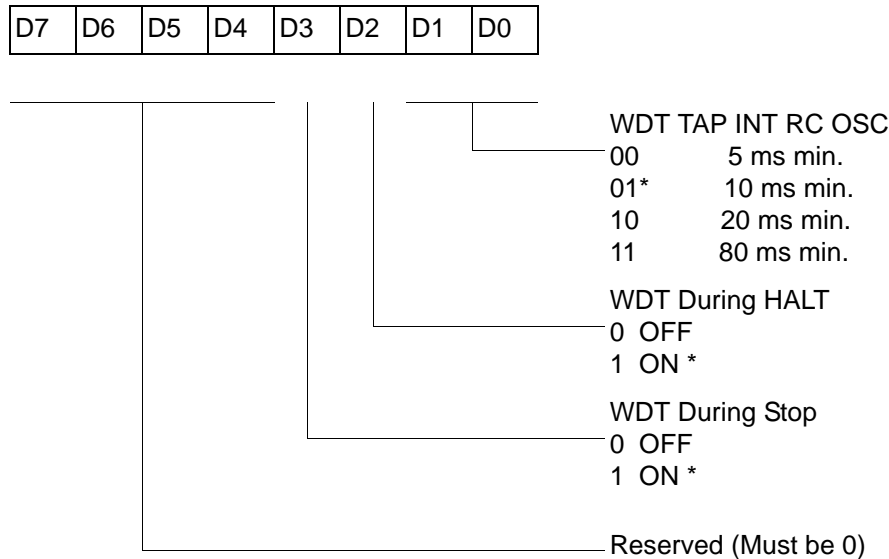 D7 D6 D5 D4 D3 D2 D1 D0
WDT TAP INT RC OSC
00 5 ms min.
01* 10 ms min.
10 20 ms min.
11 80 ms min.
WDT During HALT
0 OFF
1 ON *
WDT During Stop
0 OFF
1 ON *
Reserved (Must be 0)